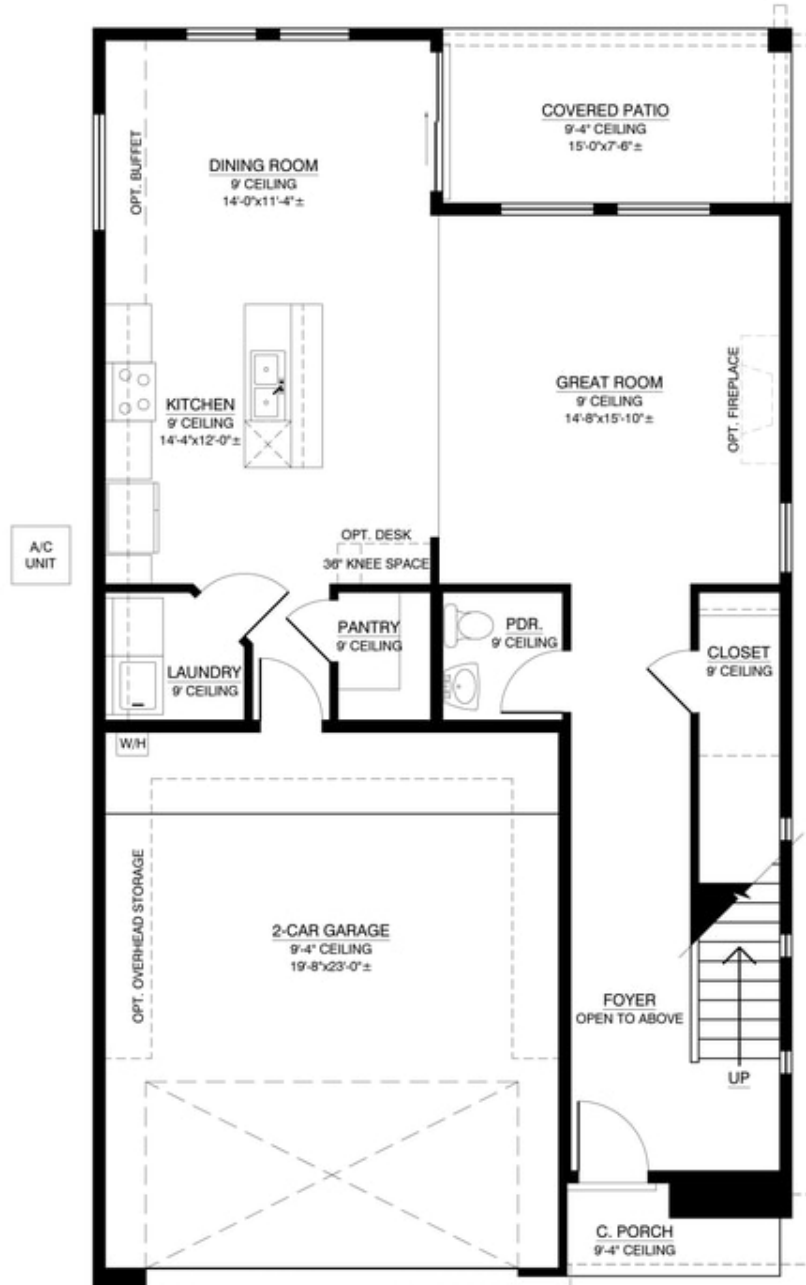 COVERED PATIO
9'-4" CEILING
15'-0"x7'-6"±
OPT. BUFFET
DINING ROOM
9' CEILING
14'-0"x11'-4"±
KITCHEN
9' CEILING
14'-4"x12'-0"±
GREAT ROOM
9' CEILING
14'-8"x15'-10"±
OPT. FIREPLACE
A/C
UNIT
OPT. DESK
36" KNEE SPACE
LAUNDRY
9' CEILING
PANTRY
9' CEILING
PDR.
9' CEILING
CLOSET
9' CEILING
W/H
OPT. OVERHEAD STORAGE
2-CAR GARAGE
9'-4" CEILING
19'-8"x23'-0"±
FOYER
OPEN TO ABOVE
UP
C. PORCH
9'-4" CEILING